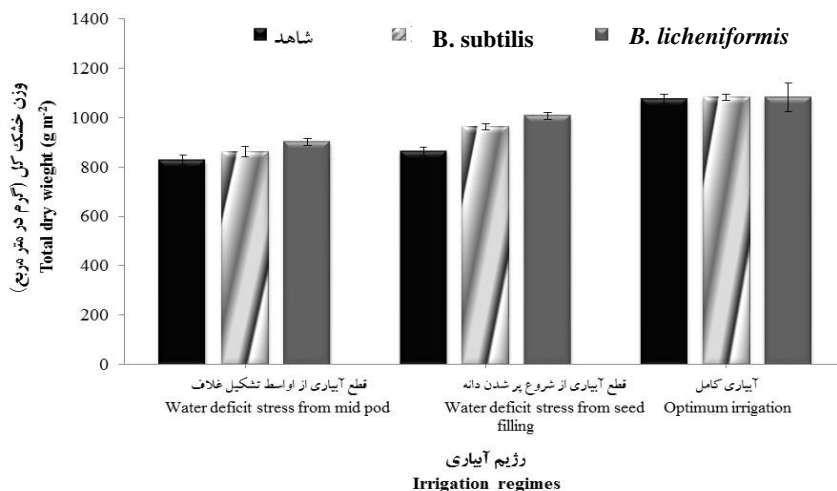 1400
1200
1000
800
600
400
200
0
شاهد
B. subtilis
B. licheniformis
وزن خشک کل (گرم در متر مربع)
Total dry wieght (g m⁻²)
قطع آبیاری از اواسط تشکیل غلاف
Water deficit stress from mid pod
قطع آبیاری از شروع پر شدن دانه
Water deficit stress from seed
filling
آبیاری کامل
Optimum irrigation
رژیم آبیاری
Irrigation regimes